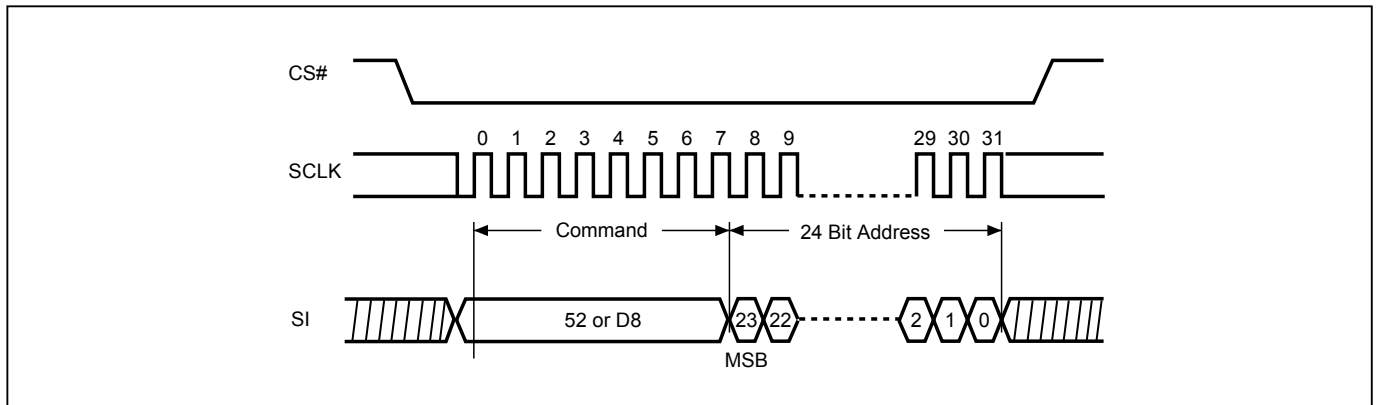 CS#
0 1 2 3 4 5 6 7 8 9 29 30 31
SCLK
Command 24 Bit Address
SI 52 or D8 23 22 2 1 0
MSB